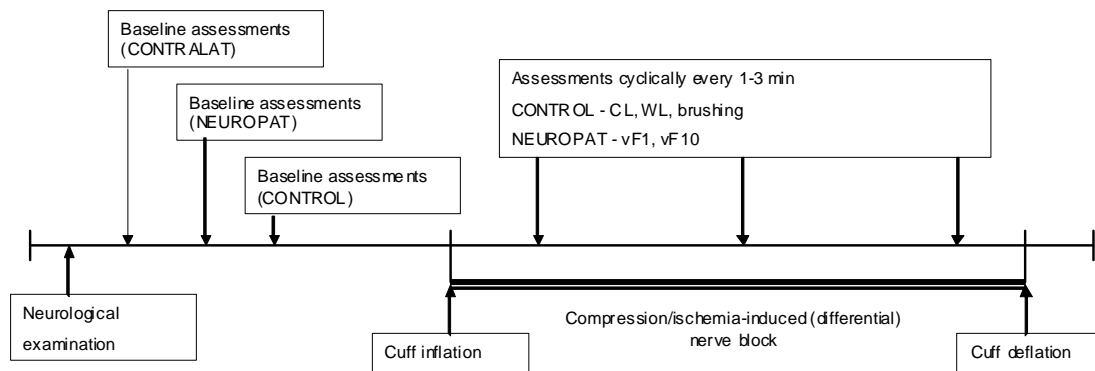 Baseline assessments
(CONTRALAT)
Baseline assessments
(NEUROPAT)
Baseline assessments
(CONTROL)
Assessments cyclically every 1-3 min
CONTROL - CL, WL, brushing
NEUROPAT - vF1, vF10
Neurological
examination
Cuff inflation
Compression/ischemia-induced (differential)
nerve block
Cuff deflation